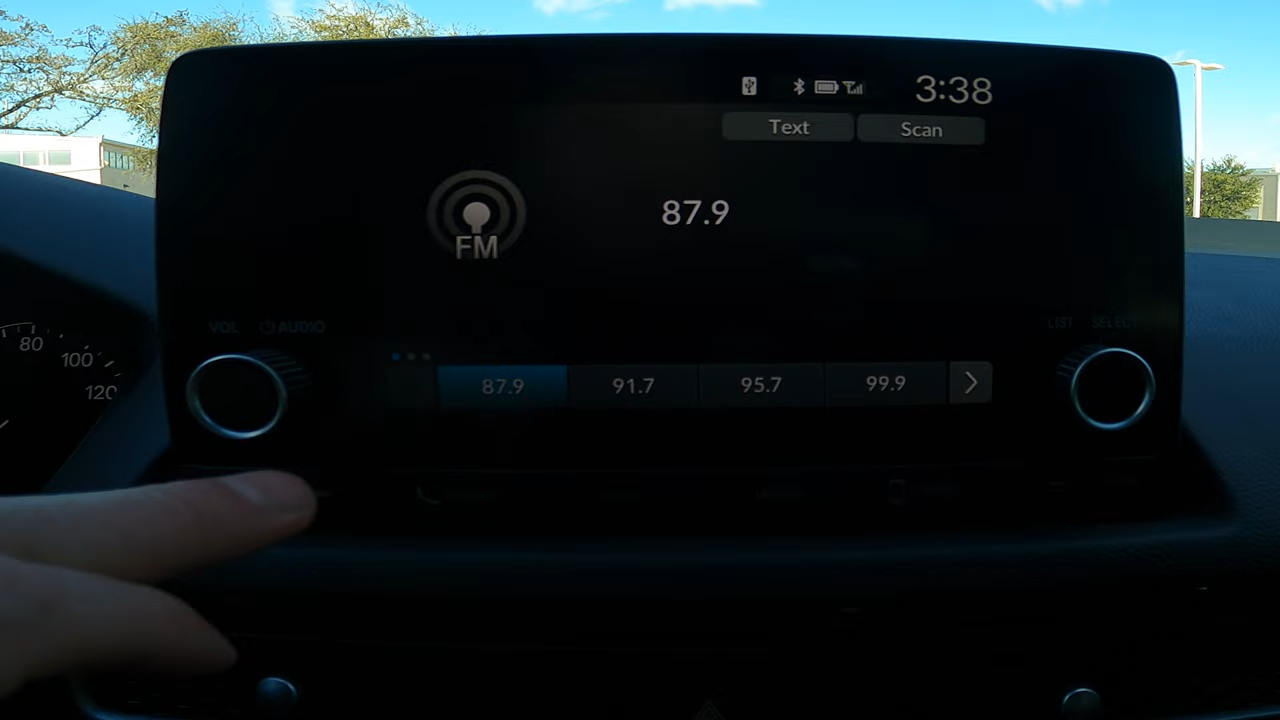 3:38
Text Scan
FM
87.9
VOL AUDIO
LIST SELECT
80
100
120
87.9 91.7 95.7 99.9